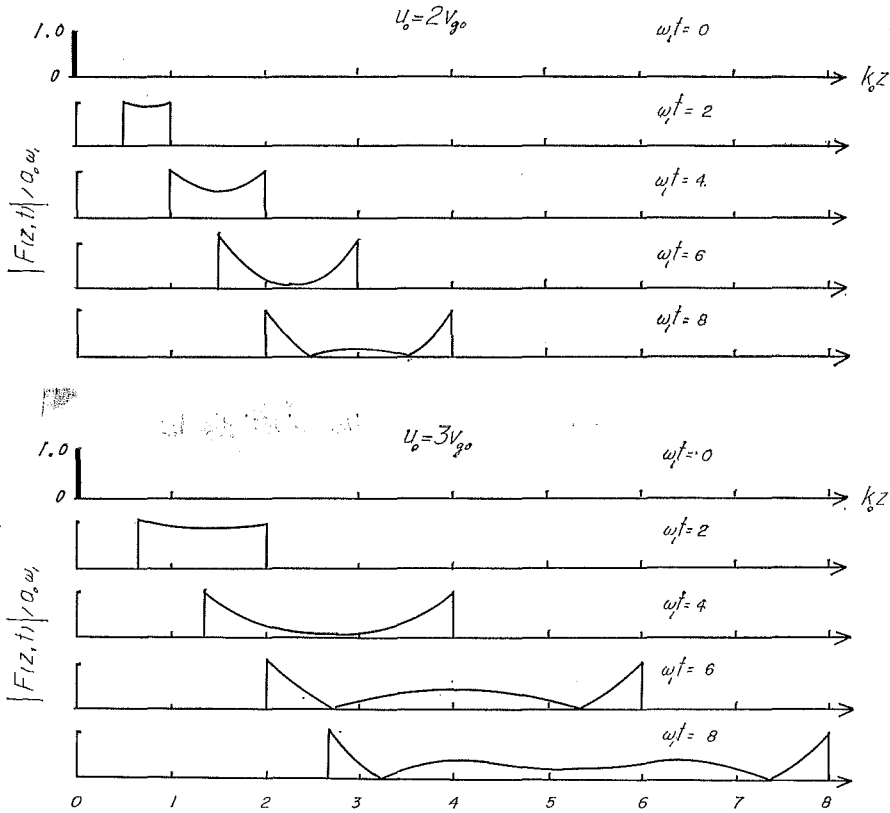 u₀=2v_g0
1.0
ω₁t=0
0
k₀z
ω₁t=2
ω₁t=4
ω₁t=6
ω₁t=8
|F(z,t)|/a₀ω₁
u₀=3v_g0
1.0
ω₁t=0
0
k₀z
ω₁t=2
ω₁t=4
ω₁t=6
ω₁t=8
|F(z,t)|/a₀ω₁
0 1 2 3 4 5 6 7 8